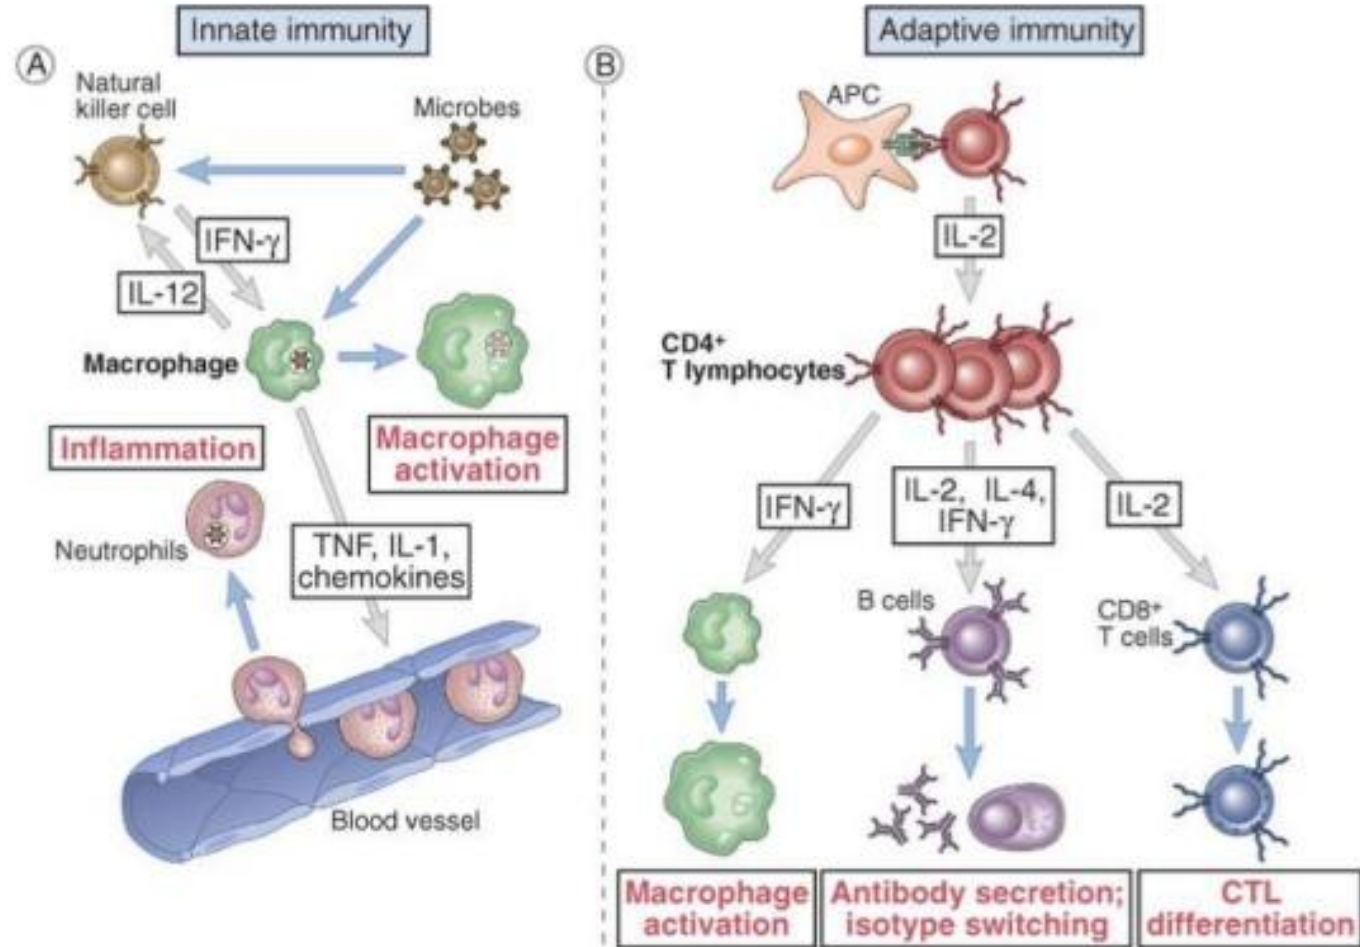 Innate immunity
A
Natural
killer cell
Microbes
IFN-γ
IL-12
Macrophage
Inflammation
Macrophage
activation
Neutrophils
TNF, IL-1,
chemokines
Blood vessel
Adaptive immunity
B
APC
IL-2
CD4+
T lymphocytes
IFN-γ
IL-2, IL-4,
IFN-γ
IL-2
B cells
CD8+
T cells
Macrophage
activation
Antibody secretion;
isotype switching
CTL
differentiation